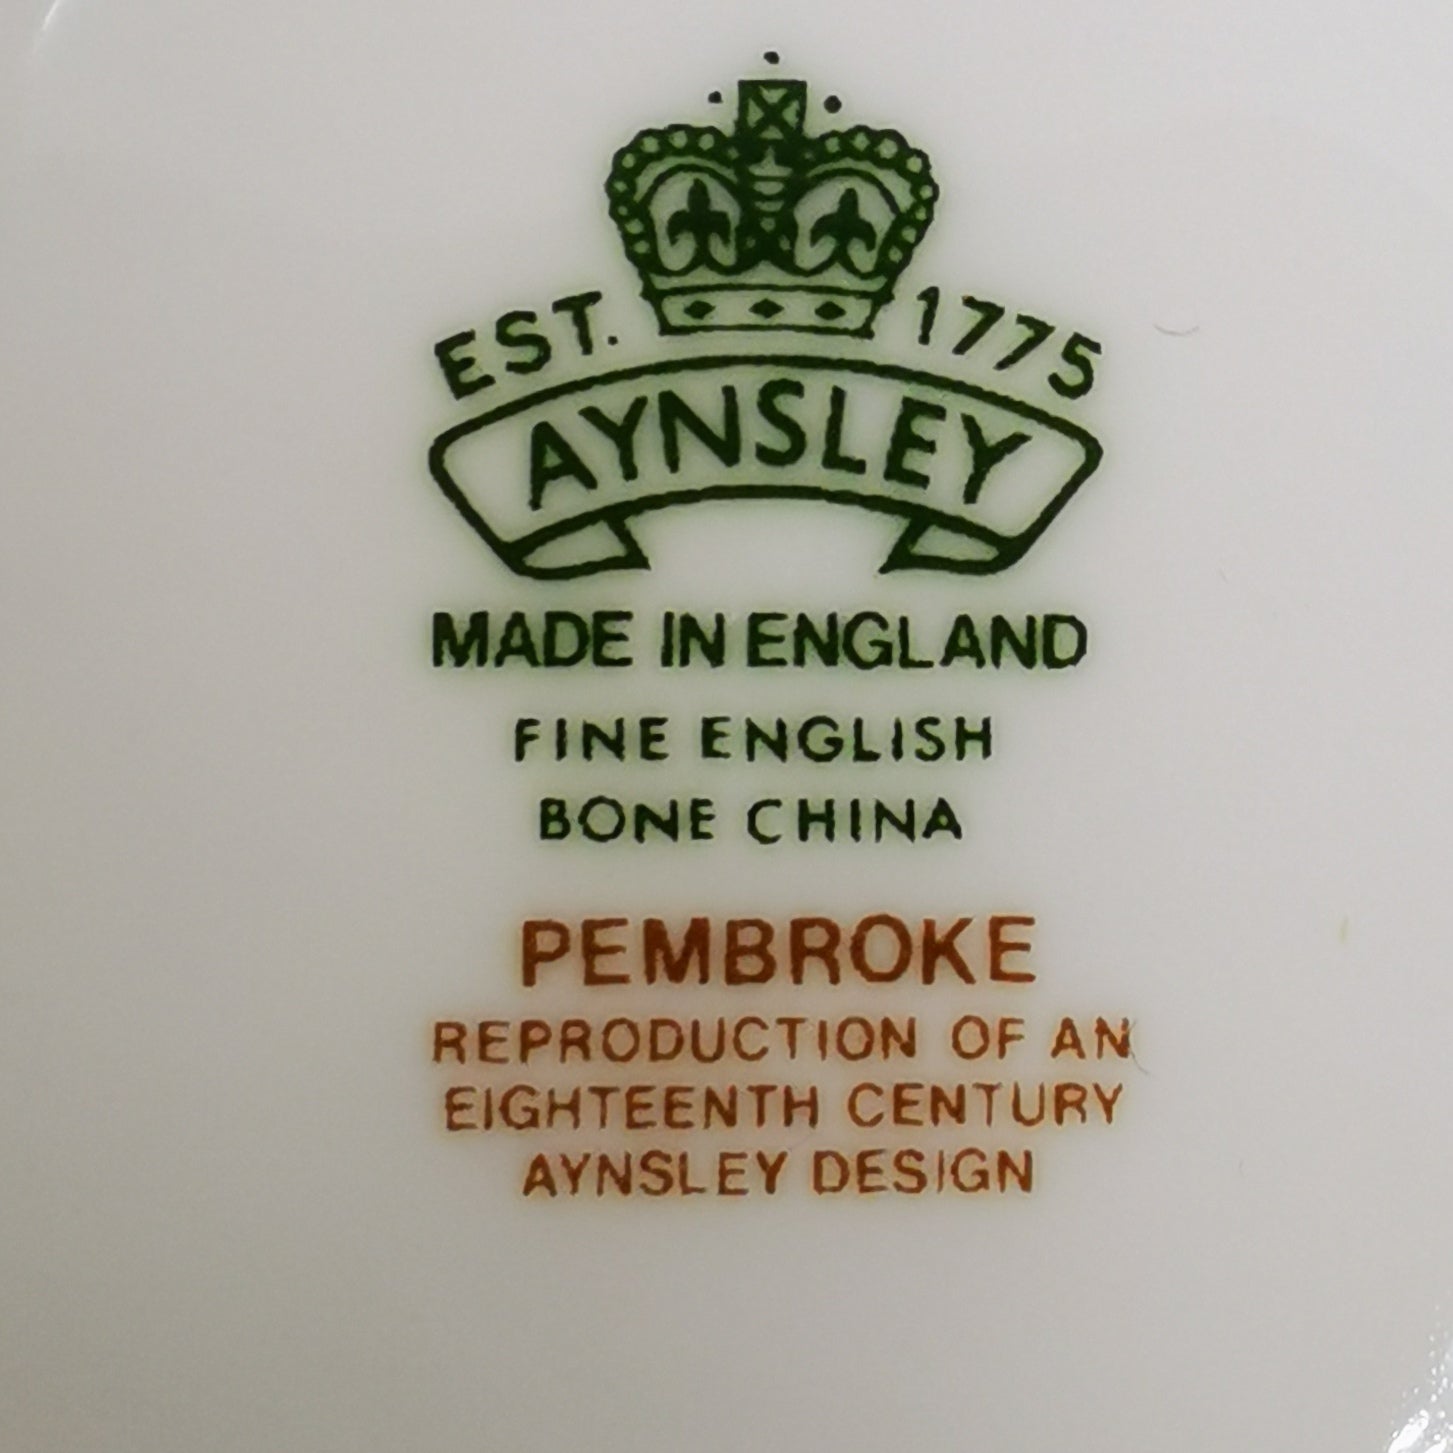 EST. 1775
AYNSLEY
MADE IN ENGLAND
FINE ENGLISH
BONE CHINA
PEMBROKE
REPRODUCTION OF AN
EIGHTEENTH CENTURY
AYNSLEY DESIGN